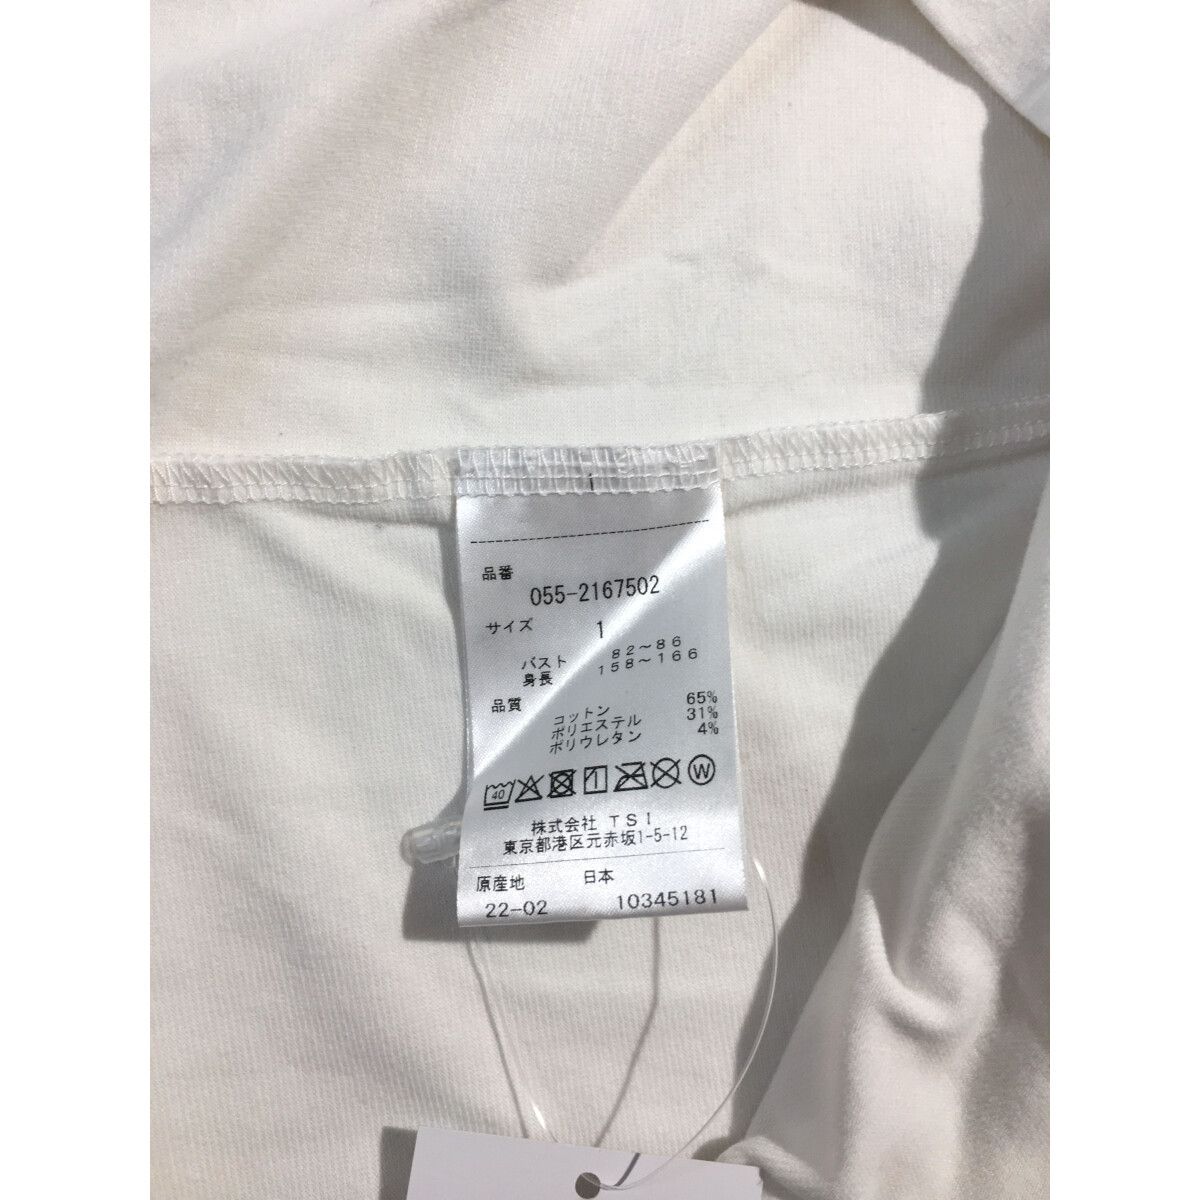 品番
055-2167502
サイズ 1
バスト 82～86
身長 158～166
品質
コットン 65%
ポリエステル 31%
ポリウレタン 4%
40 W
株式会社 TSI
東京都港区元赤坂1-5-12
原産地 日本
22-02 10345181